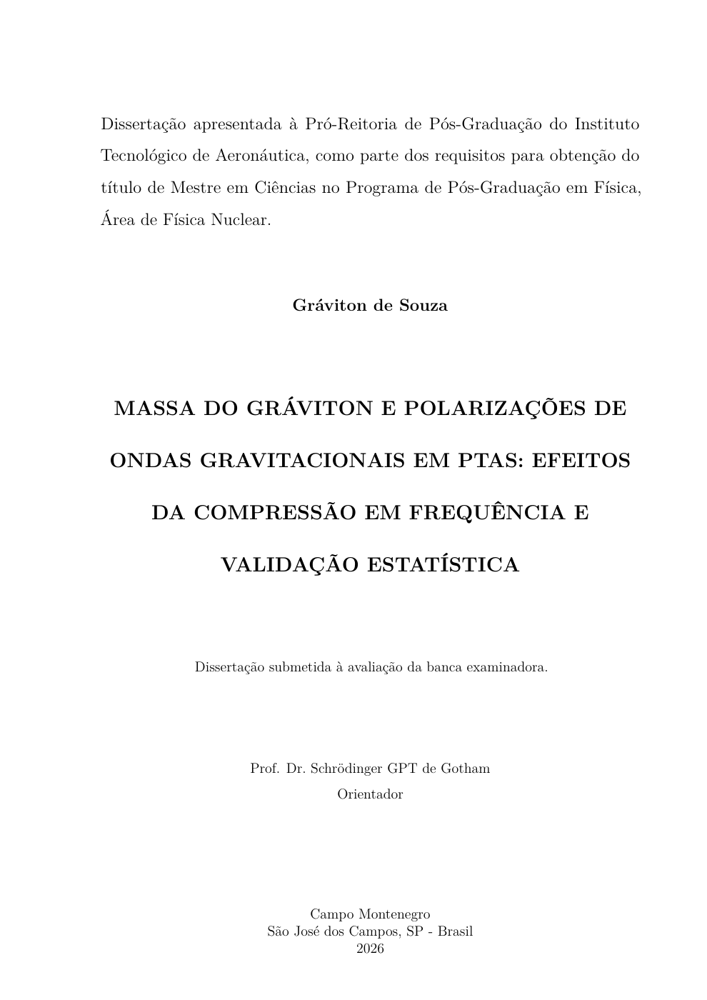 Dissertação apresentada à Pró-Reitoria de Pós-Graduação do Instituto
Tecnológico de Aeronáutica, como parte dos requisitos para obtenção do
título de Mestre em Ciências no Programa de Pós-Graduação em Física,
Área de Física Nuclear.
Gráviton de Souza
MASSA DO GRÁVITON E POLARIZAÇÕES DE
ONDAS GRAVITACIONAIS EM PTAS: EFEITOS
DA COMPRESSÃO EM FREQUÊNCIA E
VALIDAÇÃO ESTATÍSTICA
Dissertação submetida à avaliação da banca examinadora.
Prof. Dr. Schrödinger GPT de Gotham
Orientador
Campo Montenegro
São José dos Campos, SP - Brasil
2026